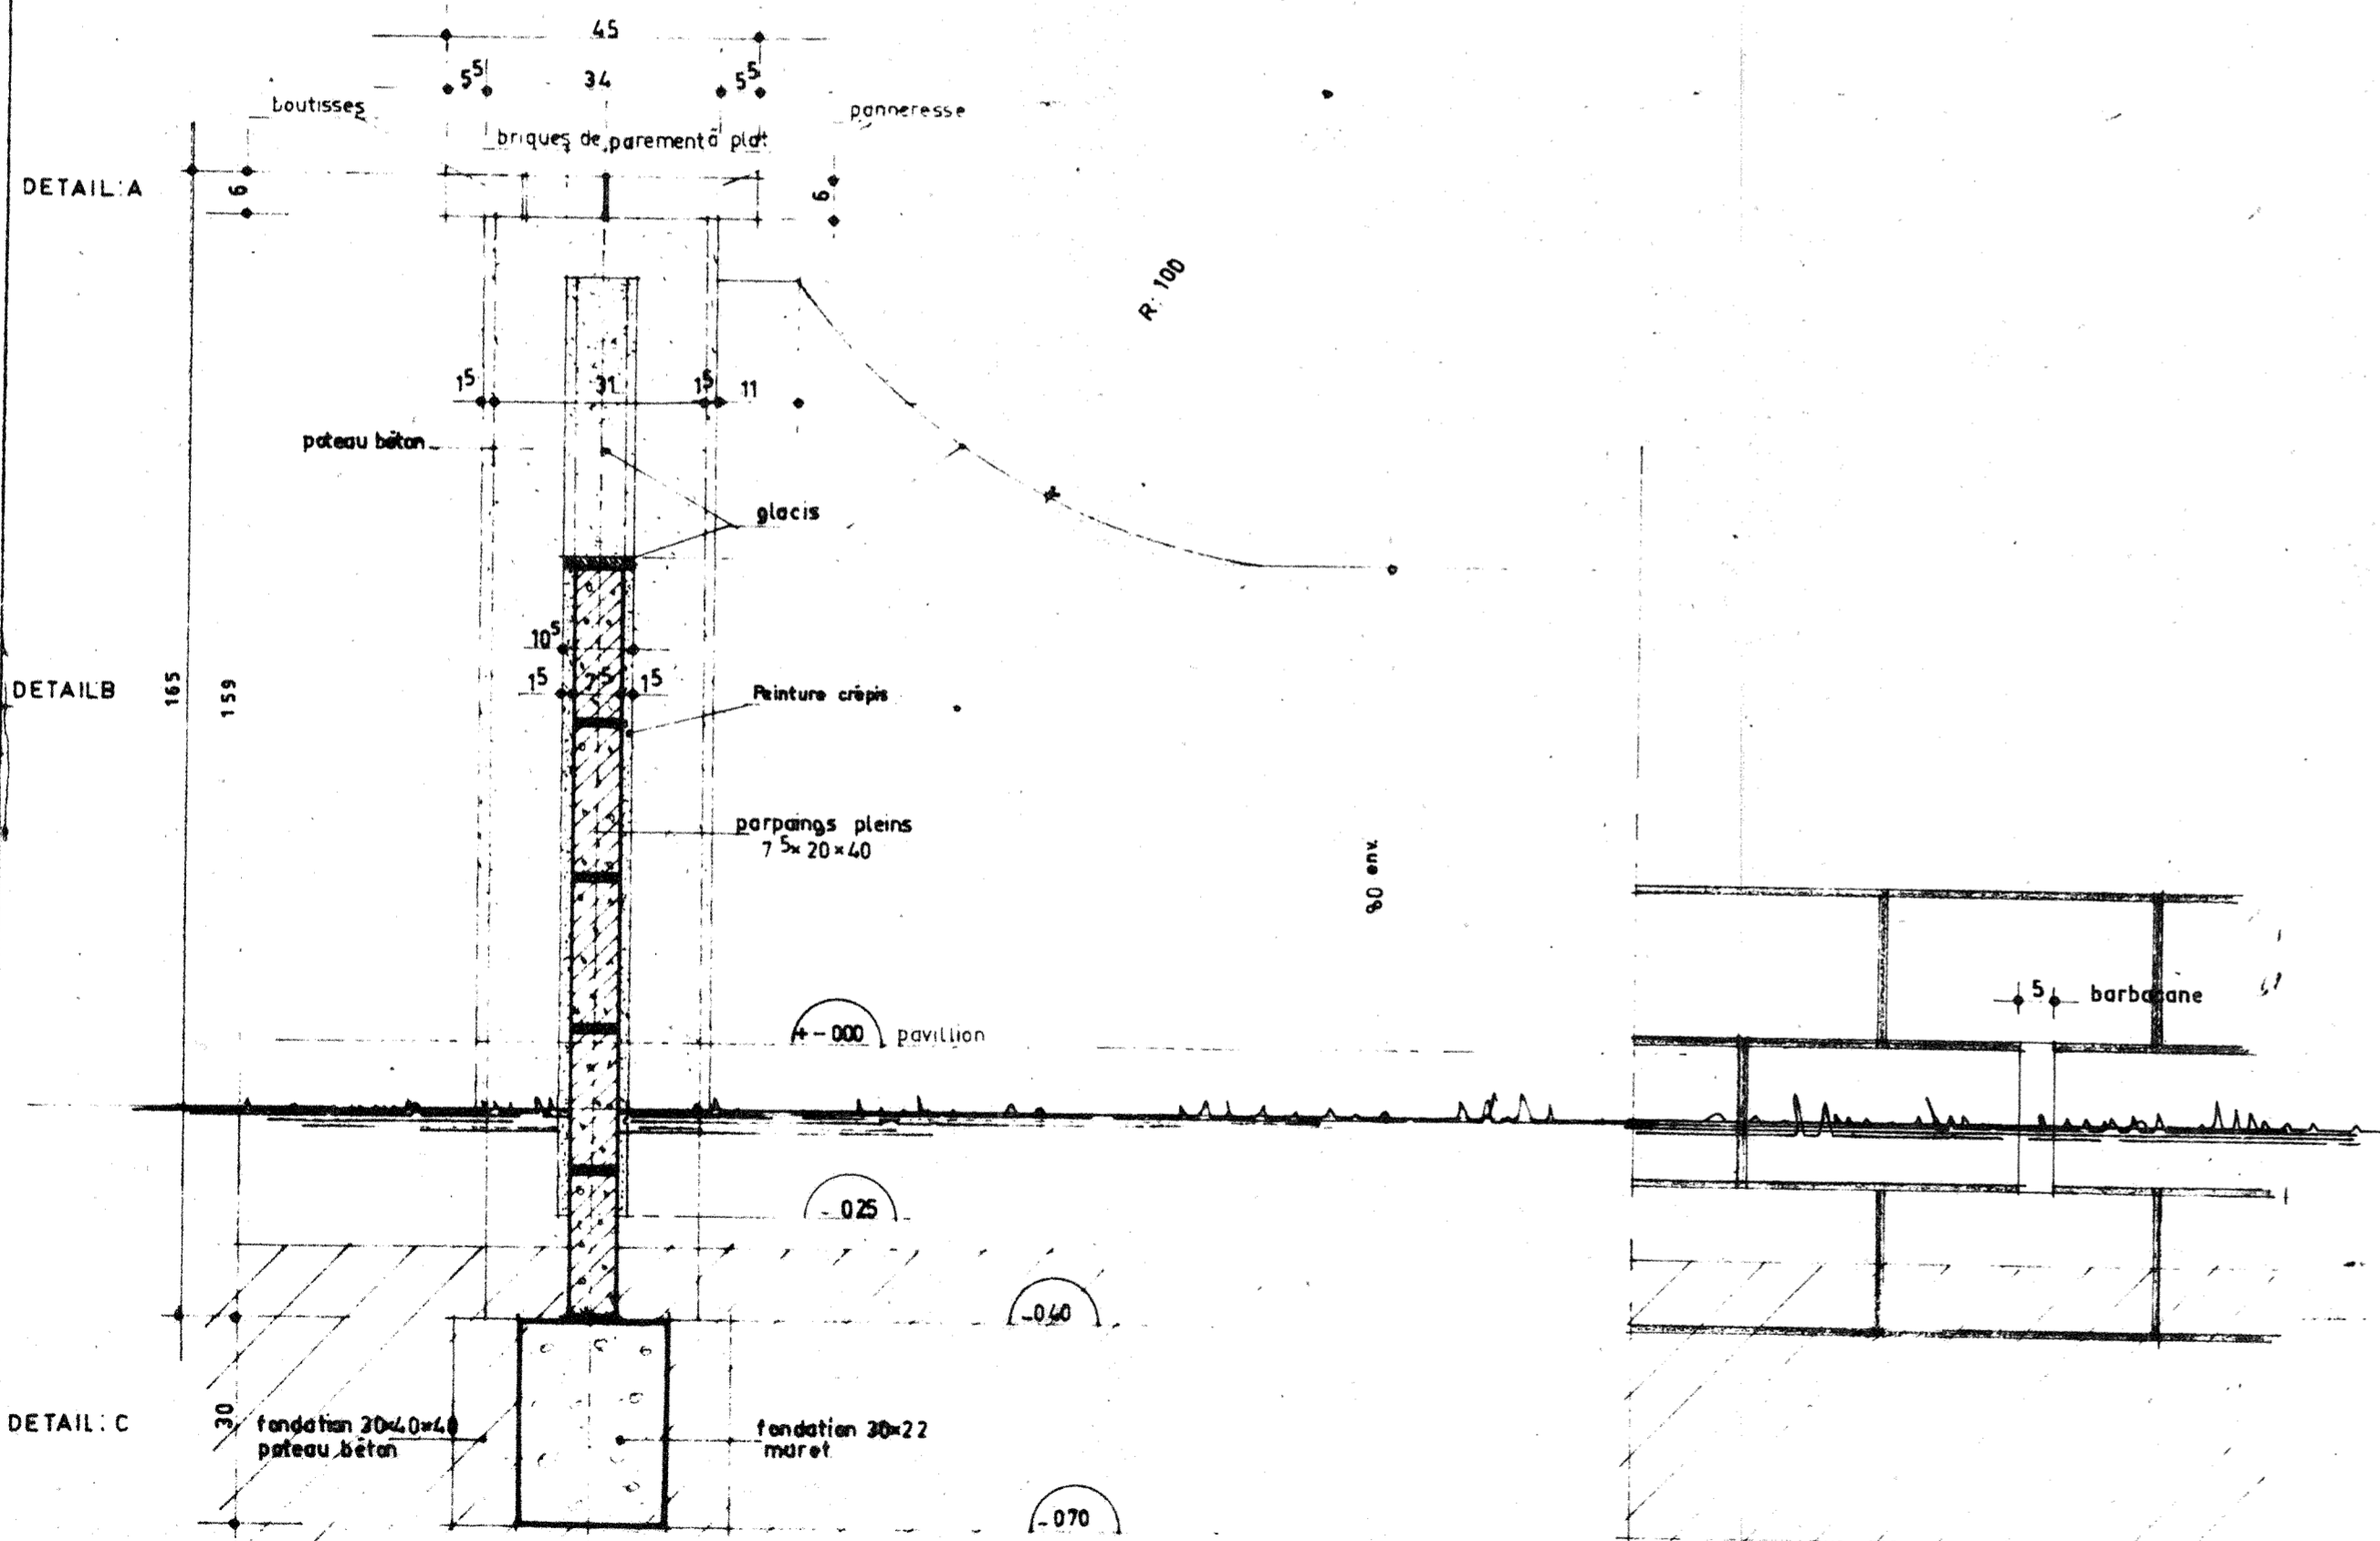 45
5⁵ 34 5⁵
boutisses
panneresse
briques de parement à plat
DETAIL:A
6
6
R: 100
1⁵ 31 1⁵ 11
poteau béton
glacis
10⁵
1⁵ 7⁵ 1⁵
DETAIL B
165
159
Peinture crépis
parpaings pleins
7⁵ × 20 × 40
80 env.
5 barbacane
+-000 pavillion
-025
-040
DETAIL: C
30
fondation 30×40×40
poteau béton
fondation 30×22
muret
-070